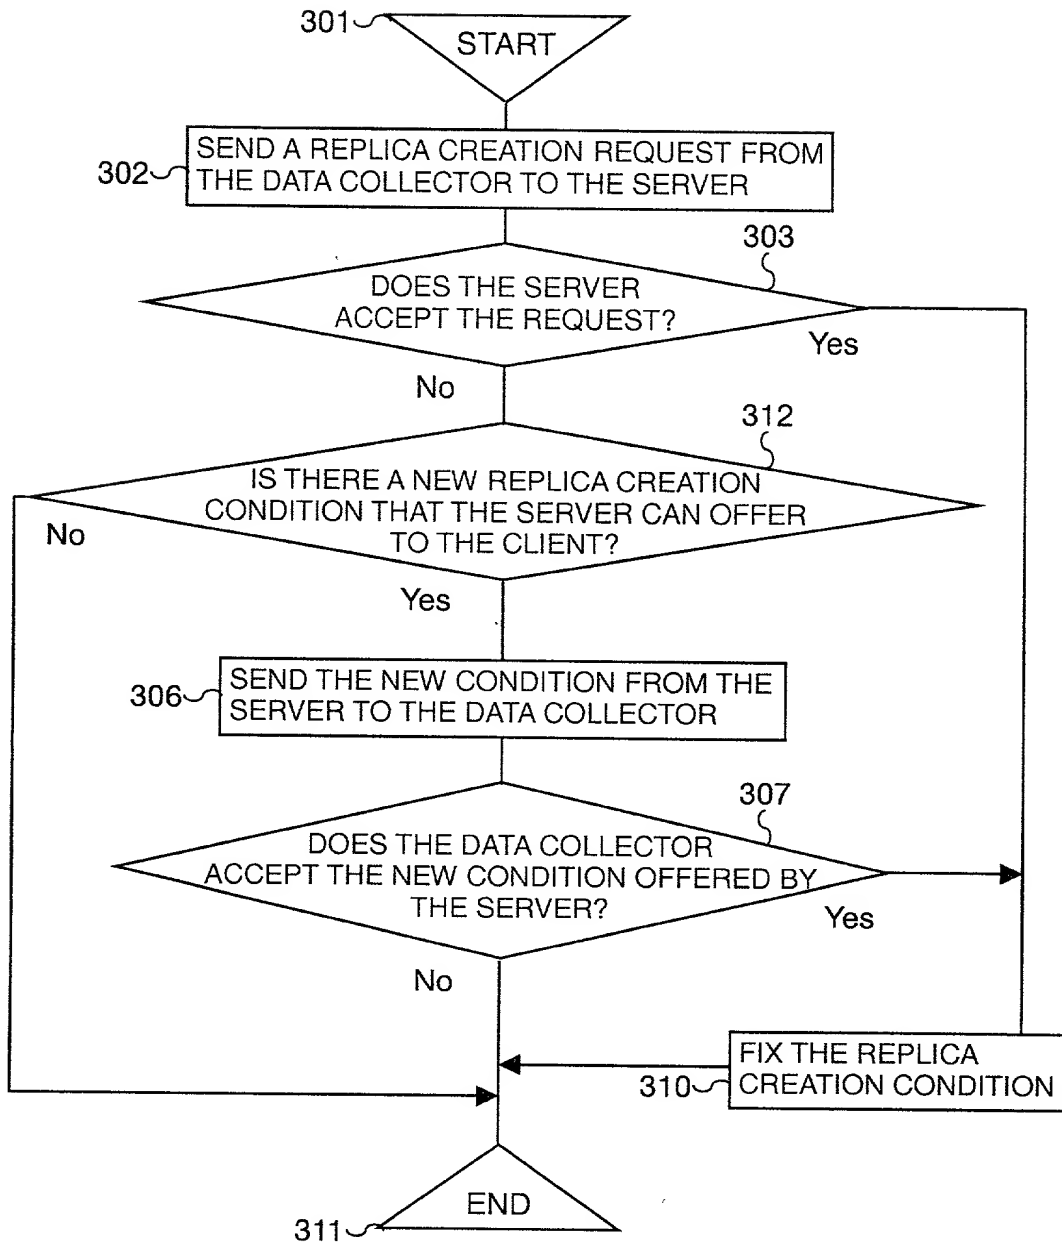 301
START
302
SEND A REPLICA CREATION REQUEST FROM
THE DATA COLLECTOR TO THE SERVER
303
DOES THE SERVER
ACCEPT THE REQUEST?
Yes
No
312
IS THERE A NEW REPLICA CREATION
CONDITION THAT THE SERVER CAN OFFER
TO THE CLIENT?
No
Yes
306
SEND THE NEW CONDITION FROM THE
SERVER TO THE DATA COLLECTOR
307
DOES THE DATA COLLECTOR
ACCEPT THE NEW CONDITION OFFERED BY
THE SERVER?
Yes
No
310
FIX THE REPLICA
CREATION CONDITION
END
311